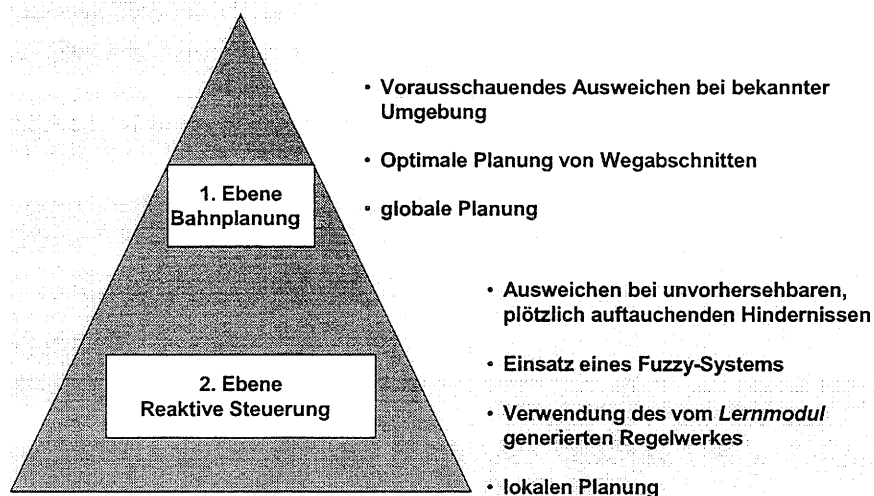 • Vorausschauendes Ausweichen bei bekannter
Umgebung
• Optimale Planung von Wegabschnitten
1. Ebene
Bahnplanung
• globale Planung
• Ausweichen bei unvorhersehbaren,
plötzlich auftauchenden Hindernissen
• Einsatz eines Fuzzy-Systems
2. Ebene
Reaktive Steuerung
• Verwendung des vom Lernmodul
generierten Regelwerkes
• lokalen Planung